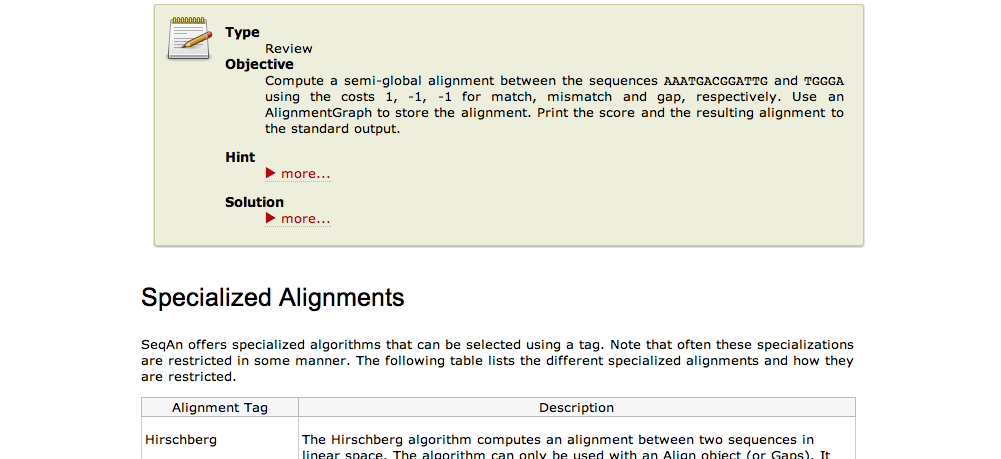 Type
Review
Objective
Compute a semi-global alignment between the sequences AAATGACGGATTG and TGGGA
using the costs 1, -1, -1 for match, mismatch and gap, respectively. Use an
AlignmentGraph to store the alignment. Print the score and the resulting alignment to
the standard output.
Hint
▶ more...
Solution
▶ more...
Specialized Alignments
SeqAn offers specialized algorithms that can be selected using a tag. Note that often these specializations
are restricted in some manner. The following table lists the different specialized alignments and how they
are restricted.
Alignment Tag Description
Hirschberg The Hirschberg algorithm computes an alignment between two sequences in
linear space. The algorithm can only be used with an Align object (or Gaps). It